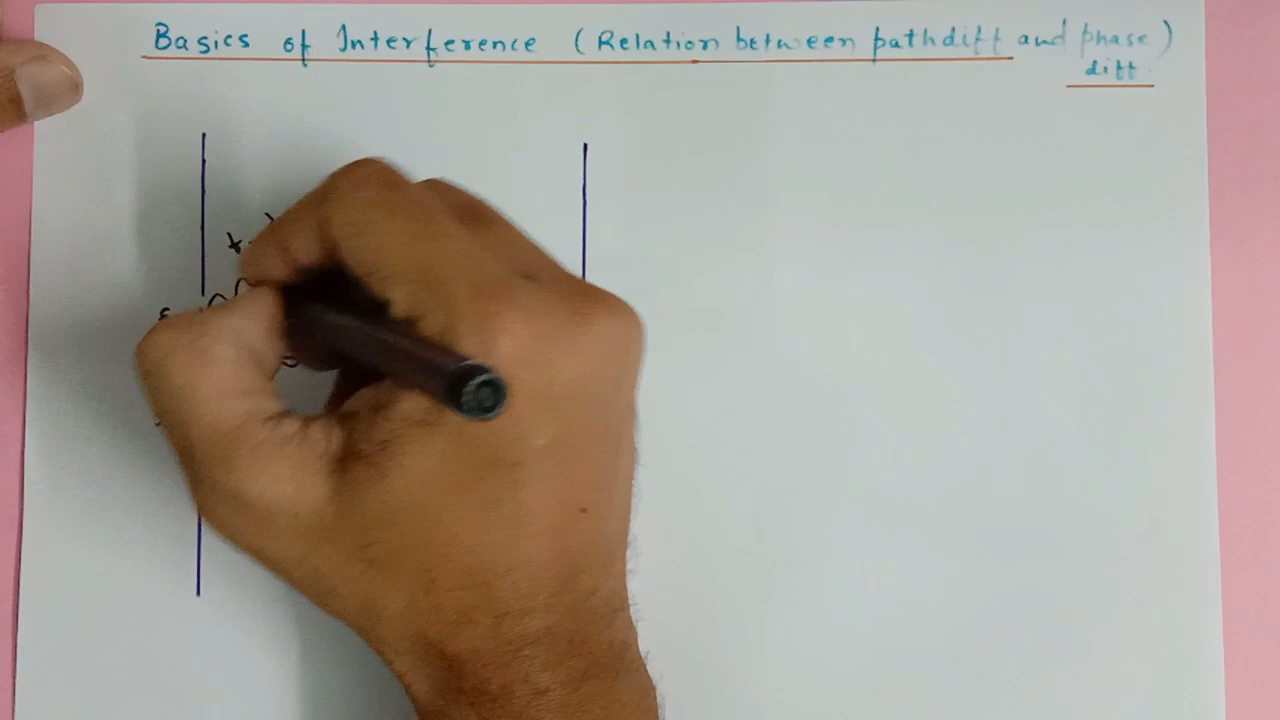 Basics of Interference (Relation between pathdiff and phase)
diff.